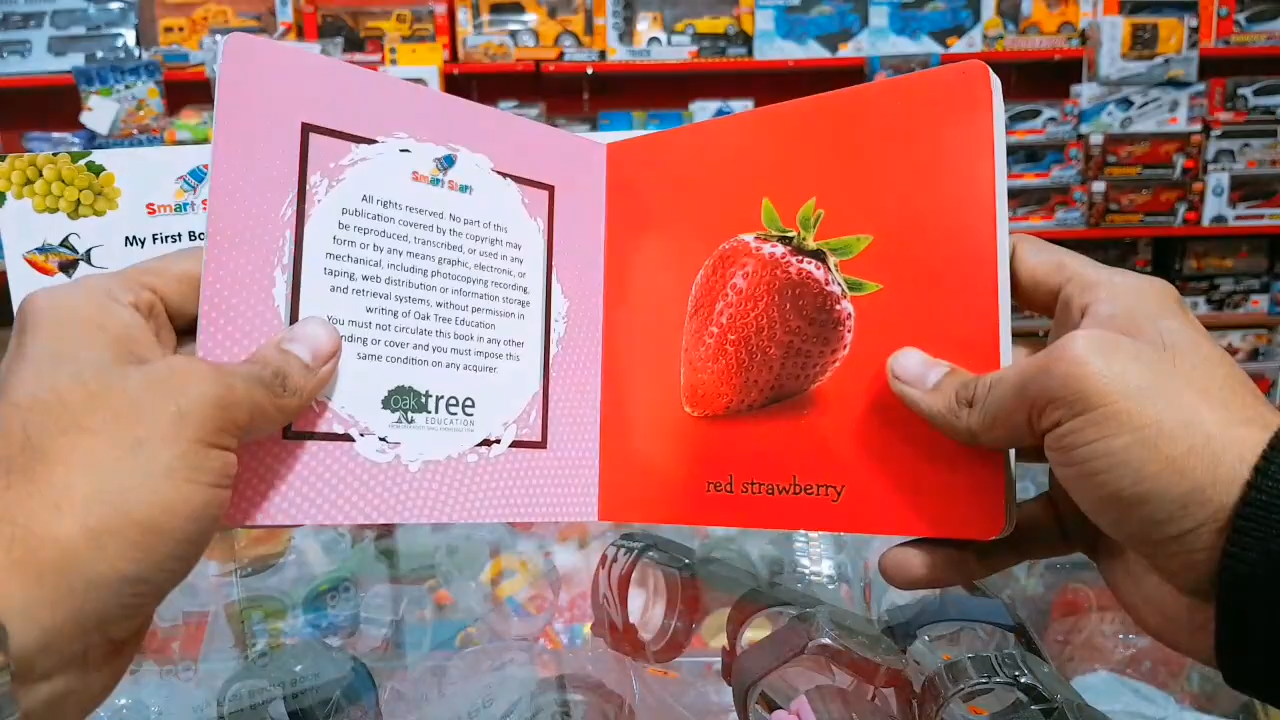 Smart Start
All rights reserved. No part of this
publication covered by the copyright may
be reproduced, transcribed, or used in any
form or by any means graphic, electronic, or
mechanical, including photocopying recording,
taping, web distribution or information storage
and retrieval systems, without permission in
writing of Oak Tree Education
You must not circulate this book in any other
nding or cover and you must impose this
same condition on any acquirer.
oak tree
EDUCATION
red strawberry
Smart S
My First Bo